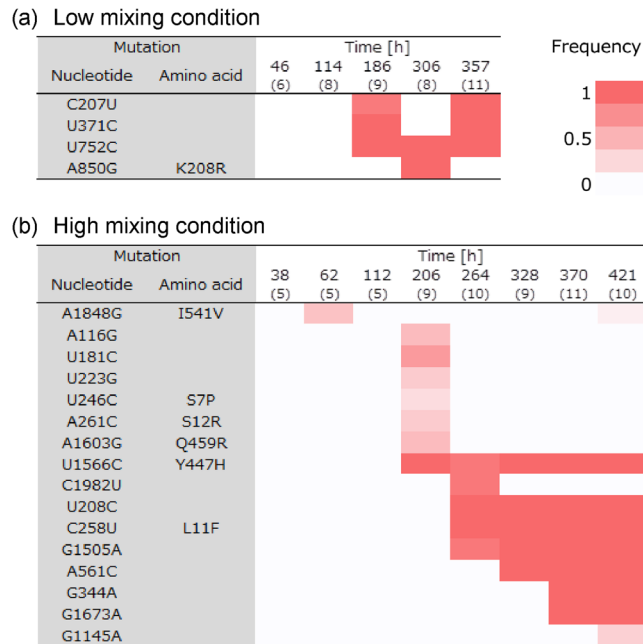 (a) Low mixing condition
Mutation Time [h]
Nucleotide Amino acid 46 114 186 306 357
(6) (8) (9) (8) (11)
C207U
U371C
U752C
A850G K208R
Frequency
1
0.5
0
(b) High mixing condition
Mutation Time [h]
Nucleotide Amino acid 38 62 112 206 264 328 370 421
(5) (5) (5) (9) (10) (9) (11) (10)
A1848G I541V
A116G
U181C
U223G
U246C S7P
A261C S12R
A1603G Q459R
U1566C Y447H
C1982U
U208C
C258U L11F
G1505A
A561C
G344A
G1673A
G1145A